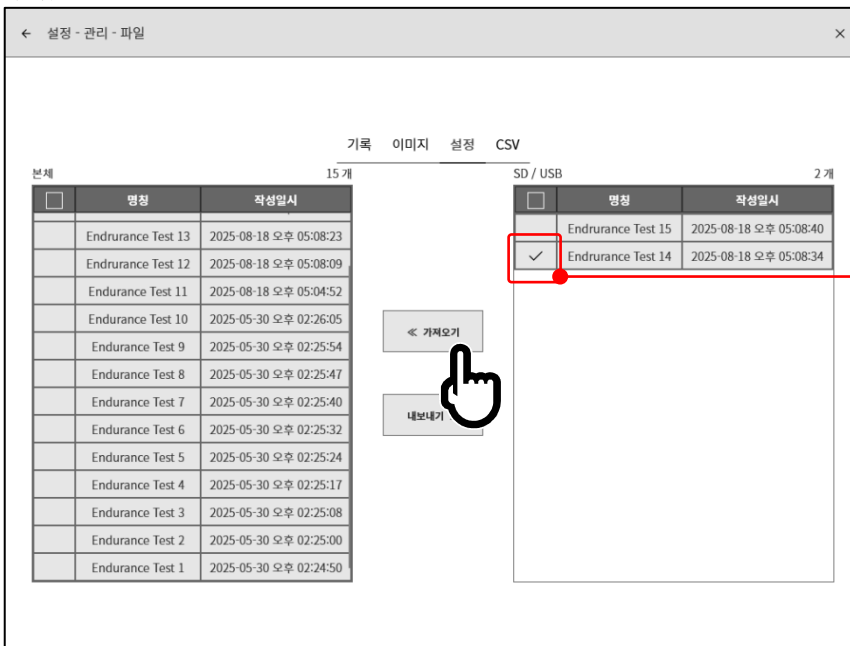 ← 설정 - 관리 - 파일 ×
기록 이미지 설정 CSV
본체 15 개
명칭 작성일시
Endrurance Test 13 2025-08-18 오후 05:08:23
Endrurance Test 12 2025-08-18 오후 05:08:09
Endurance Test 11 2025-08-18 오후 05:04:52
Endurance Test 10 2025-05-30 오후 02:26:05
Endurance Test 9 2025-05-30 오후 02:25:54
Endurance Test 8 2025-05-30 오후 02:25:47
Endurance Test 7 2025-05-30 오후 02:25:40
Endurance Test 6 2025-05-30 오후 02:25:32
Endurance Test 5 2025-05-30 오후 02:25:24
Endurance Test 4 2025-05-30 오후 02:25:17
Endurance Test 3 2025-05-30 오후 02:25:08
Endurance Test 2 2025-05-30 오후 02:25:00
Endurance Test 1 2025-05-30 오후 02:24:50
≪ 가져오기
내보내기
SD / USB 2 개
명칭 작성일시
Endrurance Test 15 2025-08-18 오후 05:08:40
Endrurance Test 14 2025-08-18 오후 05:08:34